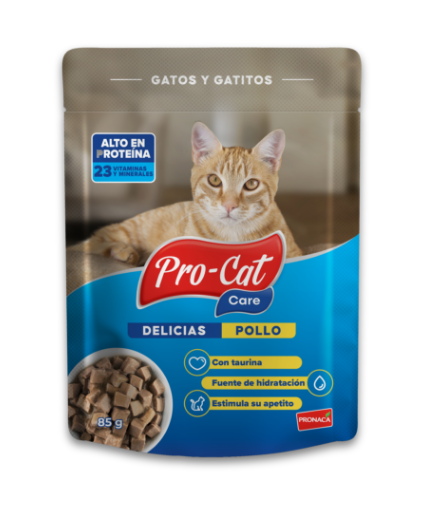 GATOS Y GATITOS
ALTO EN
PROTEÍNA
23 VITAMINAS
Y MINERALES
Pro-Cat
Care
DELICIAS POLLO
Con taurina
Fuente de hidratación
Estimula su apetito
85 g
PRONACA